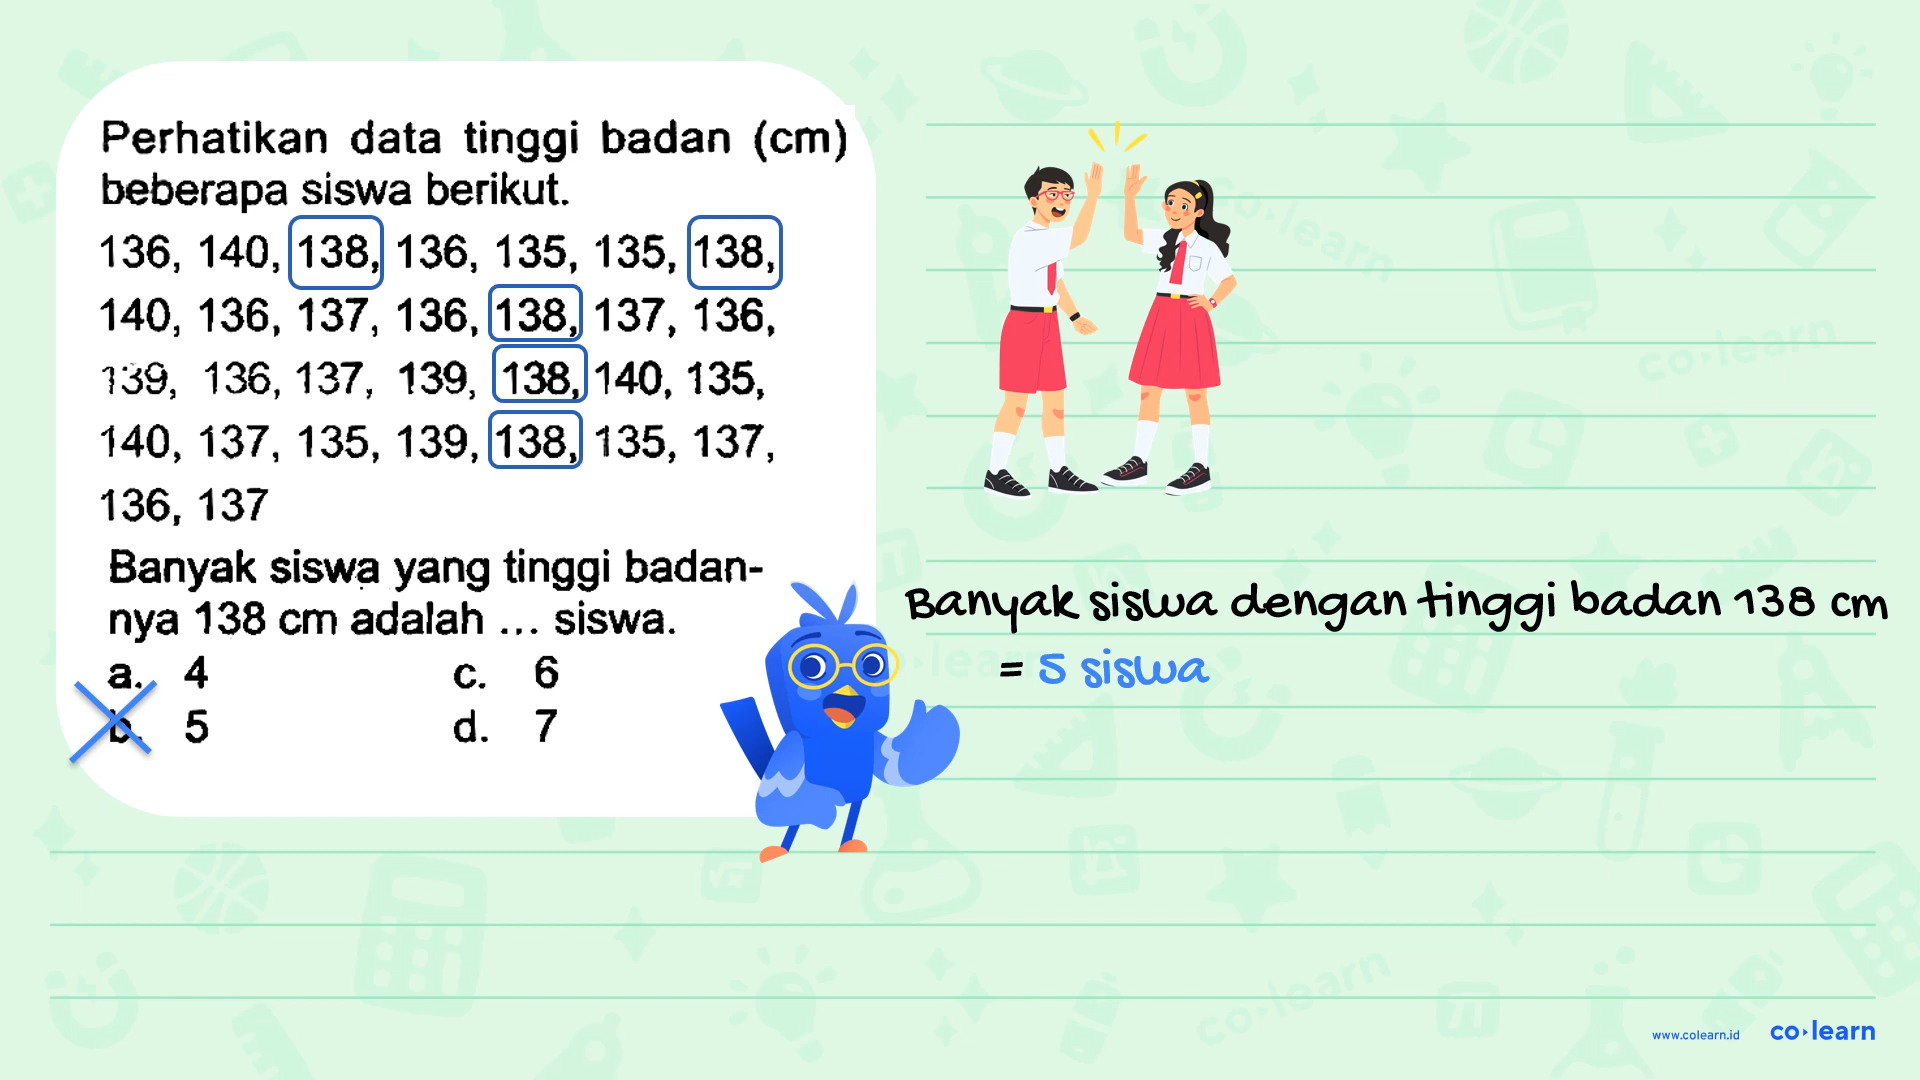 Perhatikan data tinggi badan (cm)
beberapa siswa berikut.
136, 140, 138, 136, 135, 135, 138,
140, 136, 137, 136, 138, 137, 136,
139, 136, 137, 139, 138, 140, 135,
140, 137, 135, 139, 138, 135, 137,
136, 137
Banyak siswa yang tinggi badan-
nya 138 cm adalah ... siswa.
a. 4 c. 6
b. 5 d. 7
Banyak siswa dengan tinggi badan 138 cm
= 5 siswa
www.colearn.id co learn